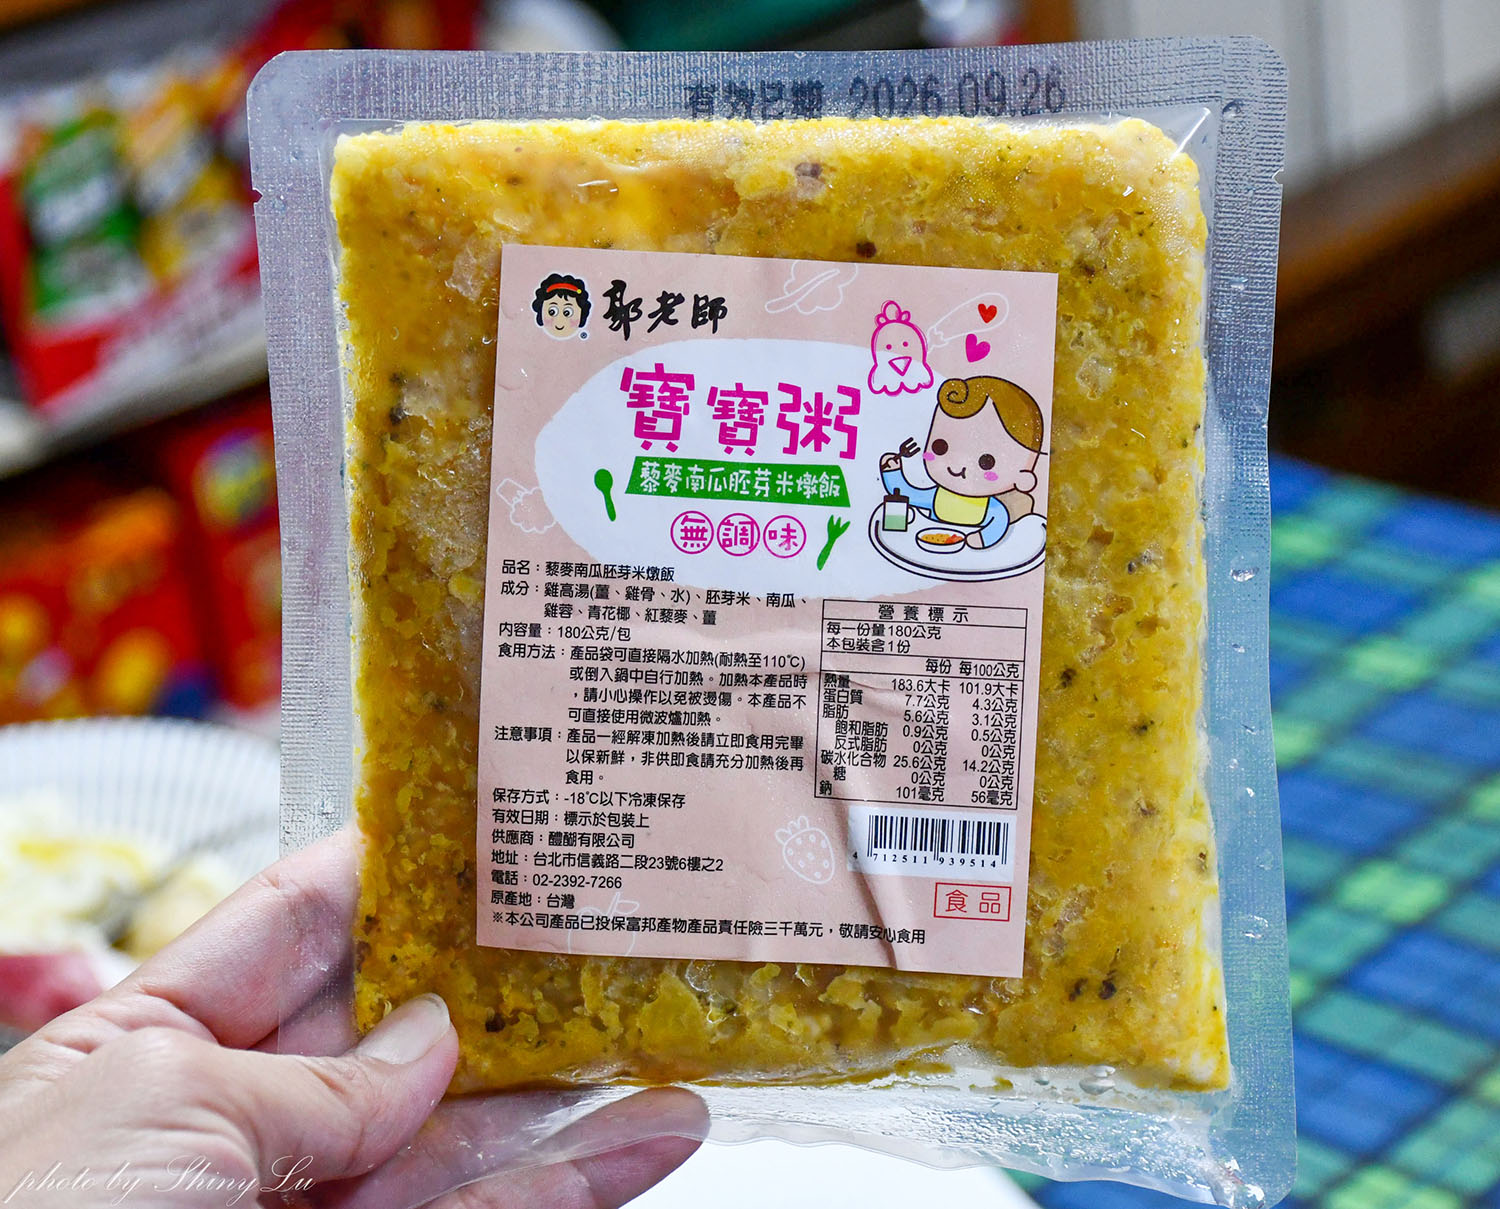 有效日期 2026.09.26
郭老師
寶寶粥
藜麥南瓜胚芽米燉飯
無調味
品名：藜麥南瓜胚芽米燉飯
成分：雞高湯(薑、雞骨、水)、胚芽米、南瓜、
雞蓉、青花椰、紅藜麥、薑
內容量：180公克/包
食用方法：產品袋可直接隔水加熱(耐熱至110℃)
或倒入鍋中自行加熱。加熱本產品時
，請小心操作以免被燙傷。本產品不
可直接使用微波爐加熱。
注意事項：產品一經解凍加熱後請立即食用完畢
以保新鮮，非供即食請充分加熱後再
食用。
保存方式：-18℃以下冷凍保存
有效日期：標示於包裝上
供應商：醴醐有限公司
地址：台北市信義路二段23號6樓之2
電話：02-2392-7266
原產地：台灣
※本公司產品已投保富邦產物產品責任險三千萬元，敬請安心食用
營養標示
每一份量180公克
本包裝含1份
每份 每100公克
熱量 183.6大卡 101.9大卡
蛋白質 7.7公克 4.3公克
脂肪 5.6公克 3.1公克
飽和脂肪 0.9公克 0.5公克
反式脂肪 0公克 0公克
碳水化合物 25.6公克 14.2公克
糖 0公克 0公克
鈉 101毫克 56毫克
4 712511 939514
食品
photo by Shiny Lu